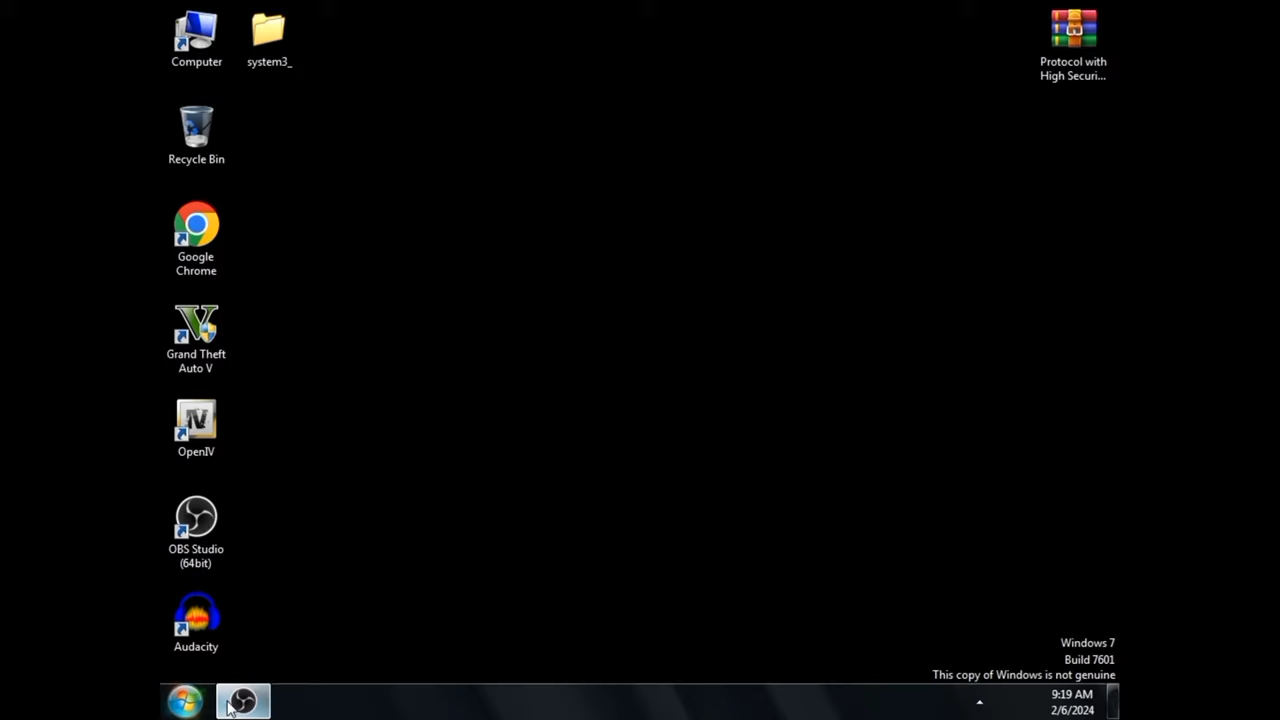 Computer
system3_
Protocol with
High Securi...
Recycle Bin
Google
Chrome
Grand Theft
Auto V
OpenIV
OBS Studio
(64bit)
Audacity
Windows 7
Build 7601
This copy of Windows is not genuine
9:19 AM
2/6/2024